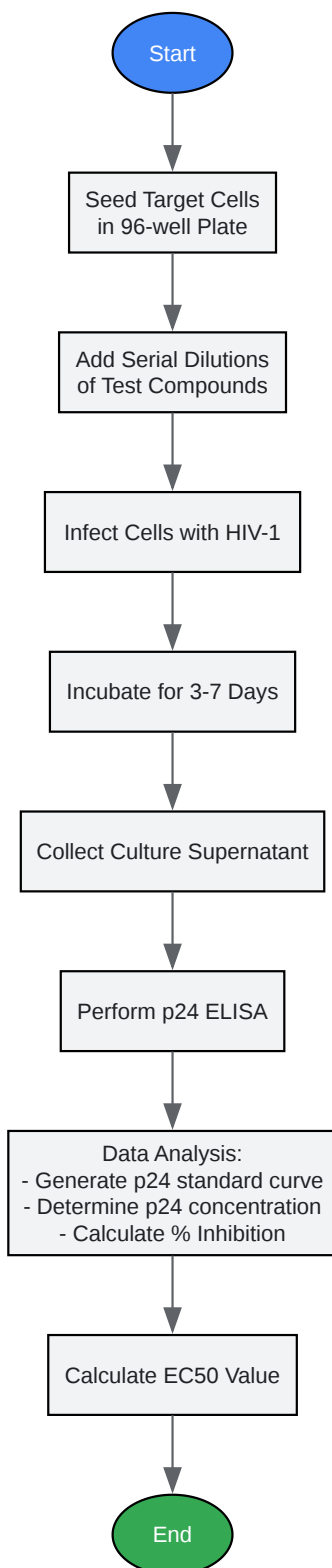 Start
Seed Target Cells
in 96-well Plate
Add Serial Dilutions
of Test Compounds
Infect Cells with HIV-1
Incubate for 3-7 Days
Collect Culture Supernatant
Perform p24 ELISA
Data Analysis:
- Generate p24 standard curve
- Determine p24 concentration
- Calculate % Inhibition
Calculate EC50 Value
End